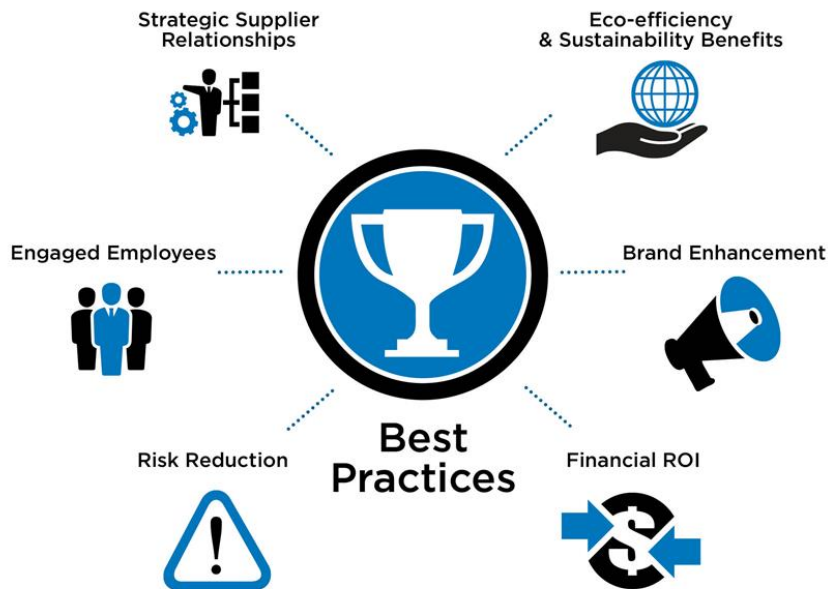 Strategic Supplier
Relationships
Eco-efficiency
& Sustainability Benefits
Engaged Employees
Brand Enhancement
Risk Reduction
Best
Practices
Financial ROI
!
$